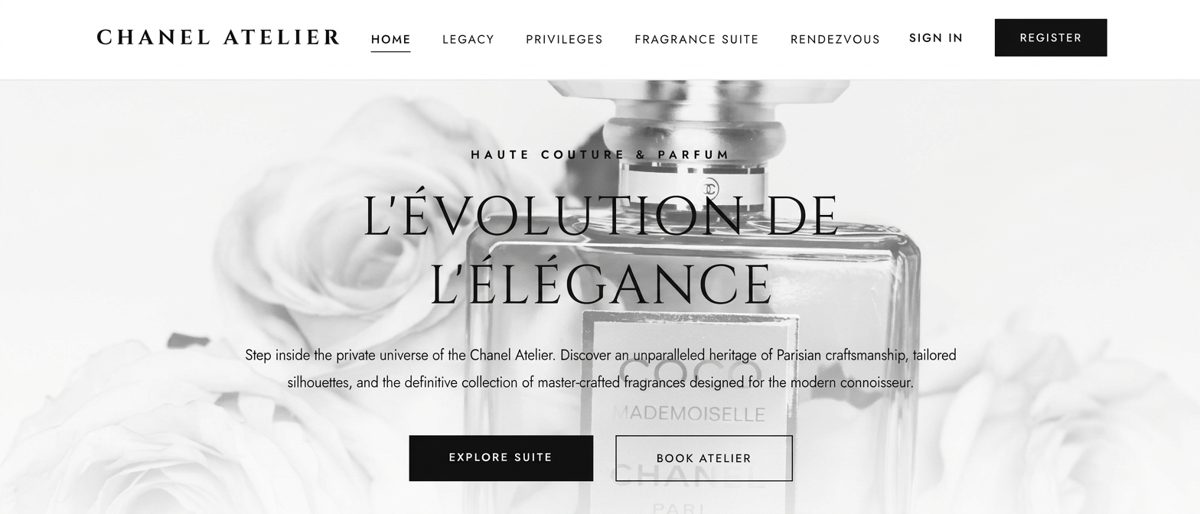 CHANEL ATELIER
HOME
LEGACY
PRIVILEGES
FRAGRANCE SUITE
RENDEZVOUS
SIGN IN
REGISTER
HAUTE COUTURE & PARFUM
L'ÉVOLUTION DE
L'ÉLÉGANCE
Step inside the private universe of the Chanel Atelier. Discover an unparalleled heritage of Parisian craftsmanship, tailored
silhouettes, and the definitive collection of master-crafted fragrances designed for the modern connoisseur.
COCO
MADEMOISELLE
EXPLORE SUITE
BOOK ATELIER
CHANEL
PARI